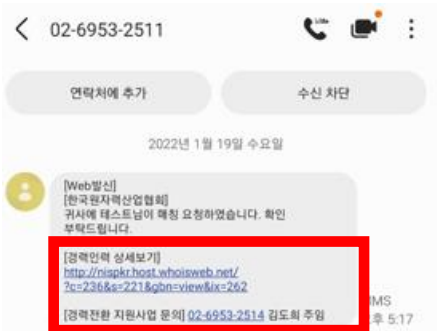 02-6953-2511
연락처에 추가
수신 차단
2022년 1월 19일 수요일
[Web발신]
[한국원자력산업협회]
귀사에 테스트님이 매칭 요청하였습니다. 확인
부탁드립니다.
[경력인력 상세보기]
http://nispkr.host.whoisweb.net/
?c=236&s=221&gbn=view&ix=262
[경력전환 지원사업 문의] 02-6953-2514 김도희 주임
MMS
오후 5:17